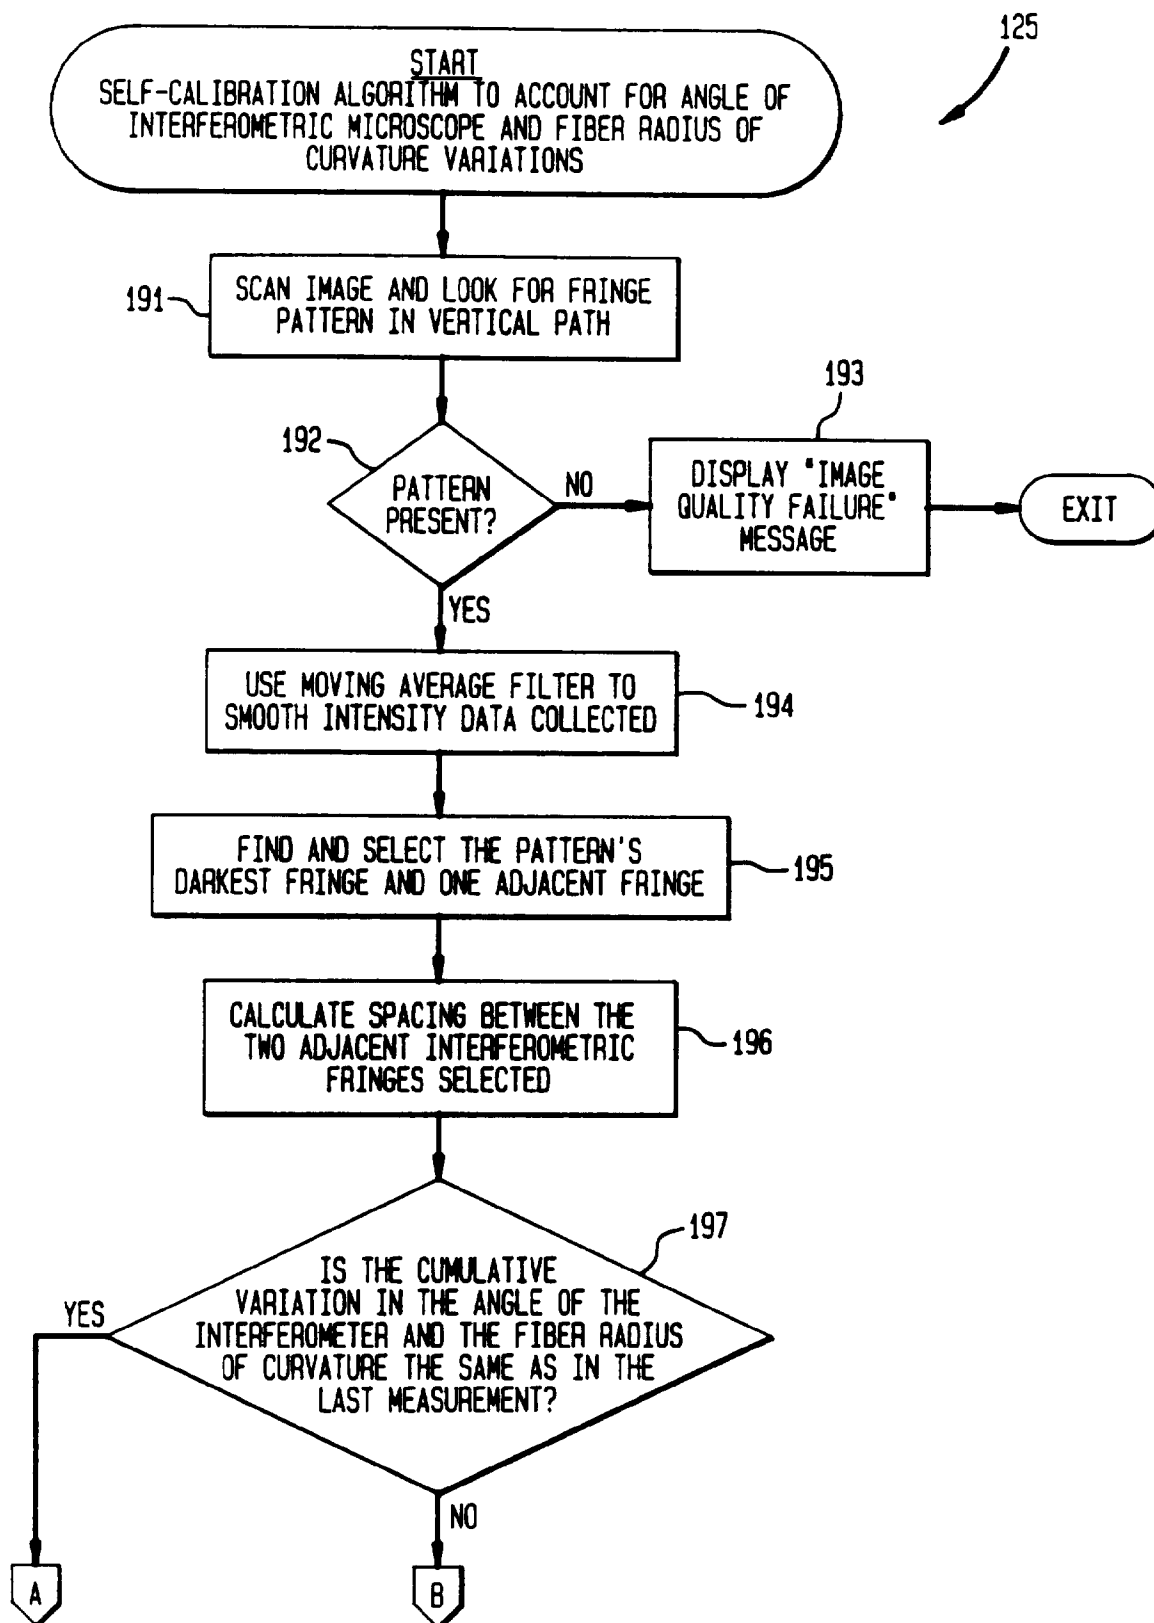 125
START
SELF-CALIBRATION ALGORITHM TO ACCOUNT FOR ANGLE OF
INTERFEROMETRIC MICROSCOPE AND FIBER RADIUS OF
CURVATURE VARIATIONS
191
SCAN IMAGE AND LOOK FOR FRINGE
PATTERN IN VERTICAL PATH
192
PATTERN
PRESENT?
NO
193
DISPLAY "IMAGE
QUALITY FAILURE"
MESSAGE
EXIT
YES
USE MOVING AVERAGE FILTER TO
SMOOTH INTENSITY DATA COLLECTED
194
FIND AND SELECT THE PATTERN'S
DARKEST FRINGE AND ONE ADJACENT FRINGE
195
CALCULATE SPACING BETWEEN THE
TWO ADJACENT INTERFEROMETRIC
FRINGES SELECTED
196
197
IS THE CUMULATIVE
VARIATION IN THE ANGLE OF THE
INTERFEROMETER AND THE FIBER RADIUS
OF CURVATURE THE SAME AS IN THE
LAST MEASUREMENT?
YES
NO
A
B